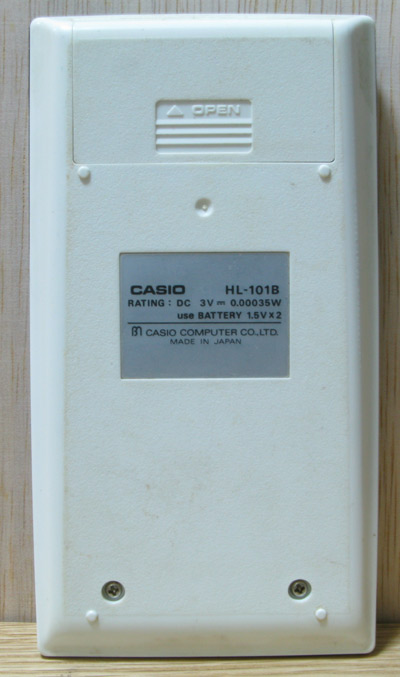 △ OPEN
CASIO HL-101B
RATING : DC 3V⎓ 0.00035W
use BATTERY 1.5V×2
CASIO COMPUTER CO.,LTD.
MADE IN JAPAN